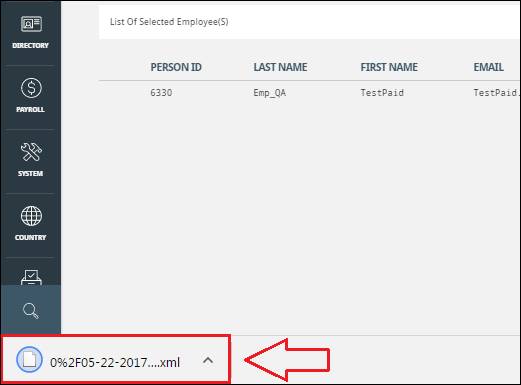 List Of Selected Employee(S)
DIRECTORY
PERSON ID LAST NAME FIRST NAME EMAIL
6330 Emp_QA TestPaid TestPaid.
PAYROLL
SYSTEM
COUNTRY
0%2F05-22-2017....xml